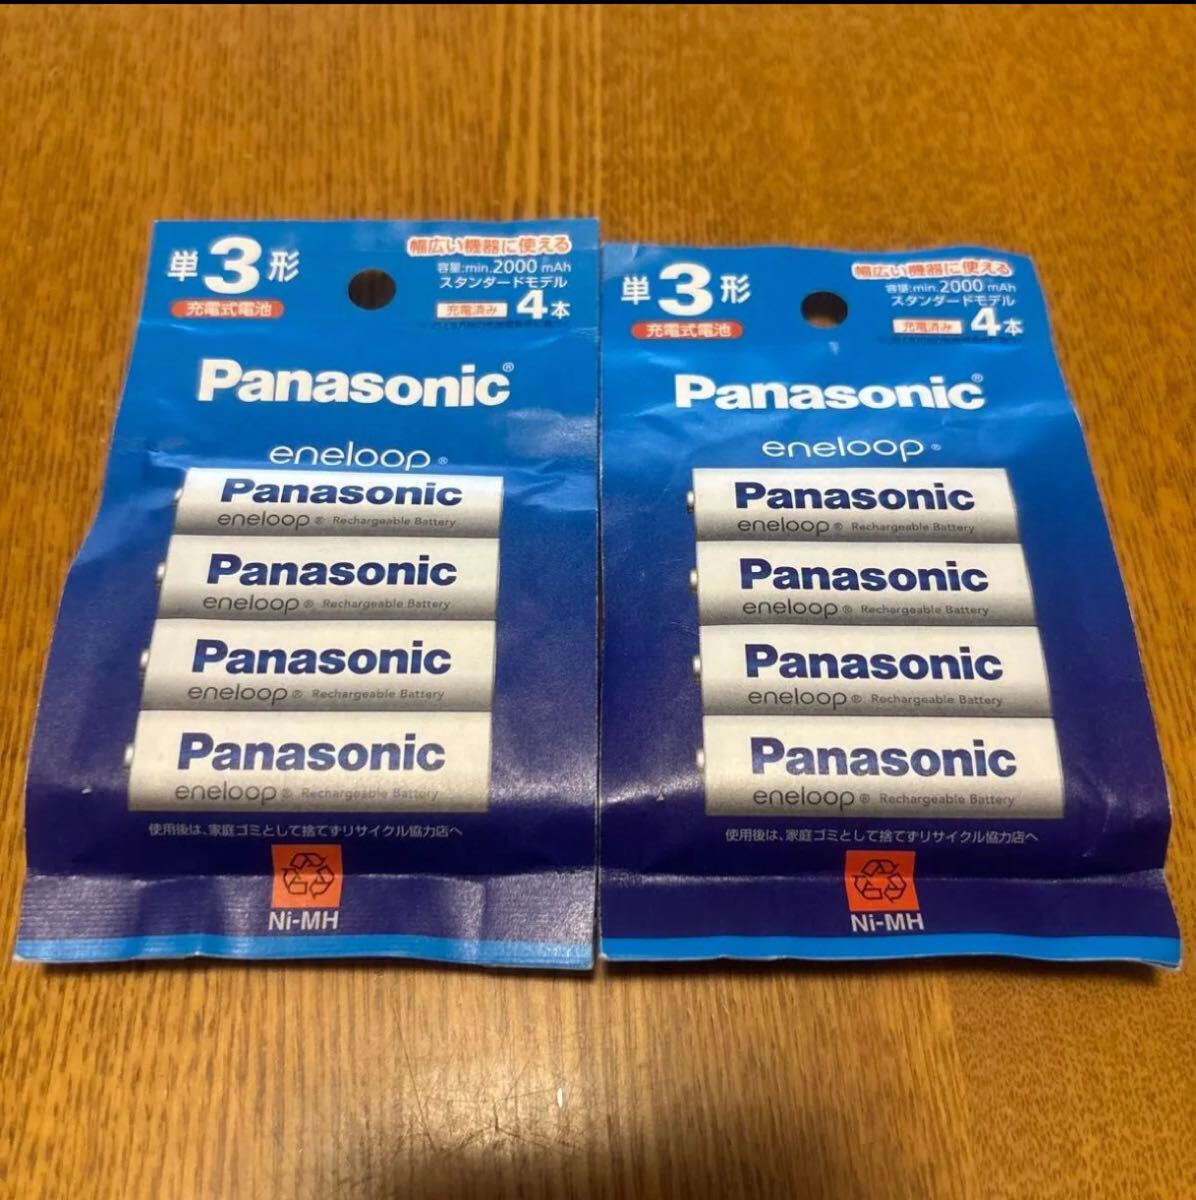 単3形
充電式電池
幅広い機器に使える
容量:min.2000 mAh
スタンダードモデル
充電済み 4本
Panasonic®
eneloop®
Panasonic
eneloop® Rechargeable Battery
Panasonic
eneloop® Rechargeable Battery
Panasonic
eneloop® Rechargeable Battery
Panasonic
eneloop® Rechargeable Battery
使用後は、家庭ゴミとして捨てずリサイクル協力店へ
Ni-MH
単3形
充電式電池
幅広い機器に使える
容量:min.2000 mAh
スタンダードモデル
充電済み 4本
Panasonic®
eneloop®
Panasonic
eneloop® Rechargeable Battery
Panasonic
eneloop® Rechargeable Battery
Panasonic
eneloop® Rechargeable Battery
Panasonic
eneloop® Rechargeable Battery
使用後は、家庭ゴミとして捨てずリサイクル協力店へ
Ni-MH